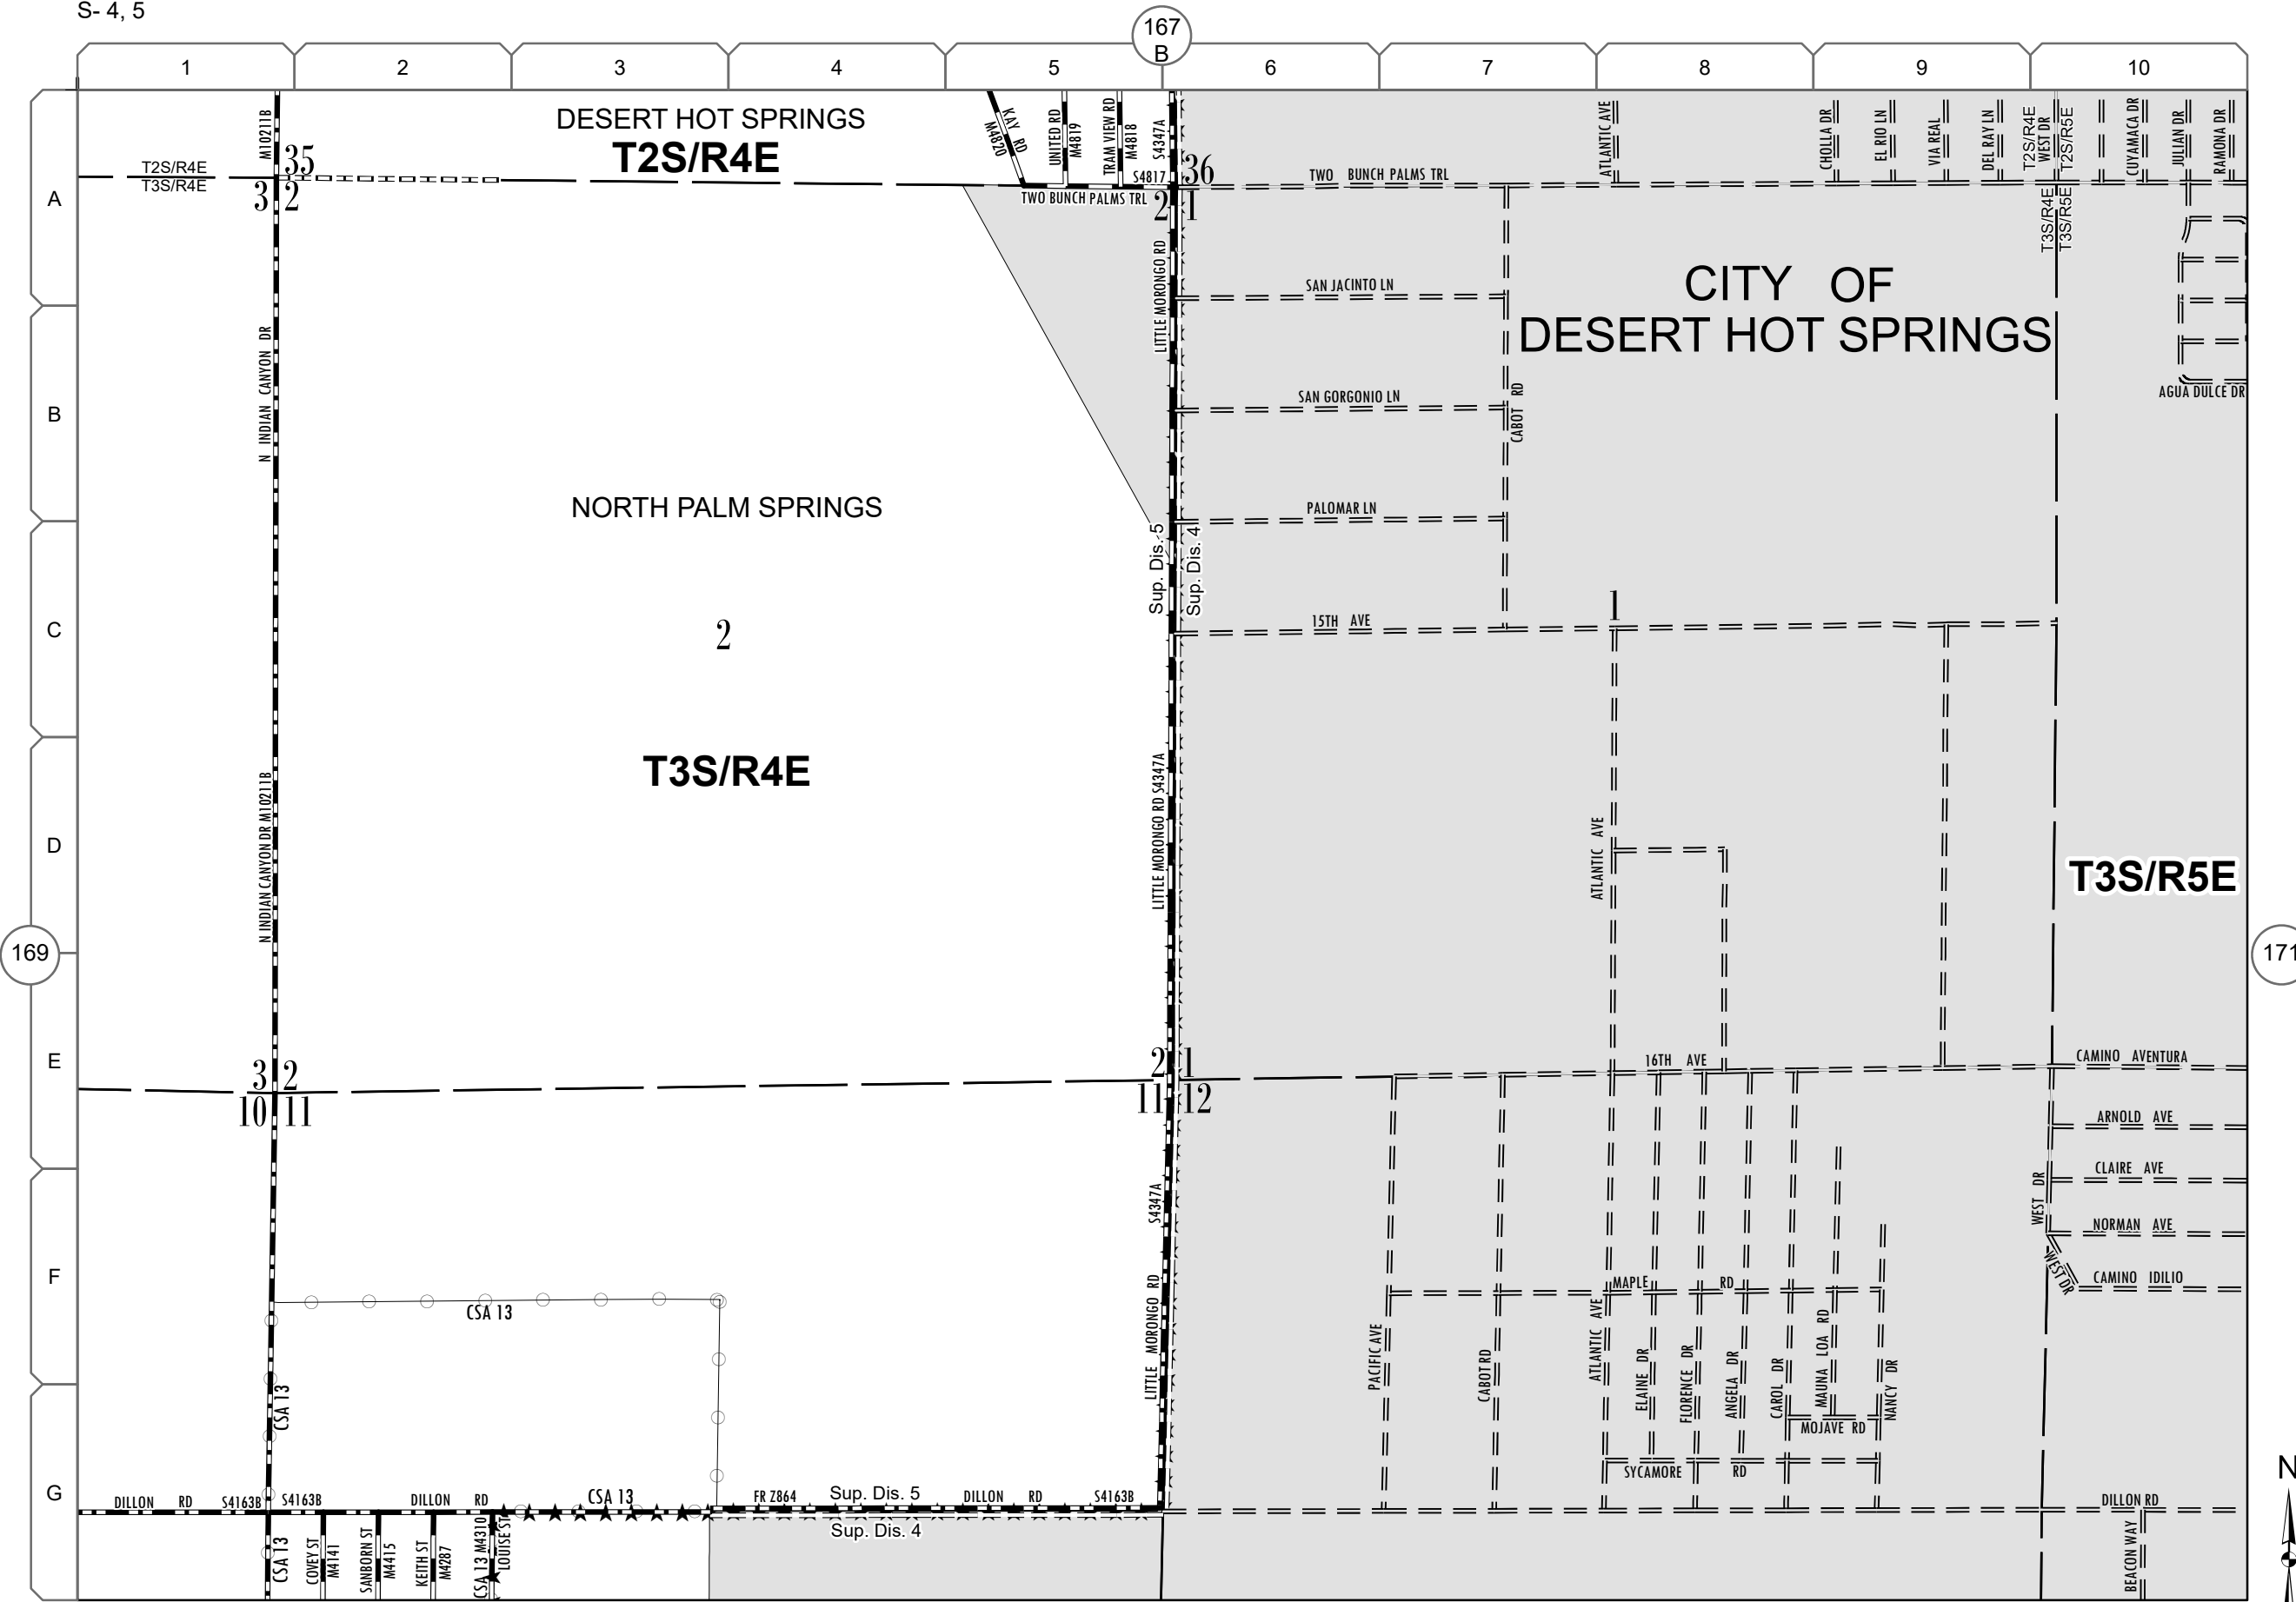 S- 4, 5
167
B
1 2 3 4 5 6 7 8 9 10
DESERT HOT SPRINGS
T2S/R4E
M10211B
35
T2S/R4E
T3S/R4E
3 2
KAY RD
M4820
UNITED RD
M4819
TRAM VIEW RD
M4818
S4347A
S4817
TWO BUNCH PALMS TRL
36
2 1
TWO BUNCH PALMS TRL
ATLANTIC AVE
CHOLLA DR
EL RIO LN
VIA REAL
DEL RAY LN
T2S/R4E
WEST DR
T2S/R5E
CUYAMACA DR
JULIAN DR
RAMONA DR
T3S/R4E
T3S/R5E
A
LITTLE MORONGO RD
SAN JACINTO LN
CITY OF
DESERT HOT SPRINGS
N INDIAN CANYON DR
B
SAN GORGONIO LN
CABOT RD
AGUA DULCE DR
NORTH PALM SPRINGS
PALOMAR LN
Sup. Dis. 5
Sup. Dis. 4
C
2
15TH AVE
1
T3S/R4E
N INDIAN CANYON DR M10211B
LITTLE MORONGO RD S4347A
D
ATLANTIC AVE
T3S/R5E
169
171
E
3 2
10 11
2 1
11 12
16TH AVE
CAMINO AVENTURA
ARNOLD AVE
CLAIRE AVE
S4347A
WEST DR
NORMAN AVE
F
WEST DR
CAMINO IDILIO
CSA 13
LITTLE MORONGO RD
MAPLE RD
PACIFIC AVE
CABOT RD
ATLANTIC AVE
ELAINE DR
FLORENCE DR
ANGELA DR
CAROL DR
MAUNA LOA RD
NANCY DR
MOJAVE RD
SYCAMORE RD
CSA 13
G
DILLON RD S4163B
S4163B DILLON RD
CSA 13
FR Z864
Sup. Dis. 5
DILLON RD S4163B
Sup. Dis. 4
DILLON RD
CSA 13
COVEY ST
M4141
SANBORN ST
M4415
KEITH ST
M4287
CSA 13 M4310
LOUISE ST
BEACON WAY
N